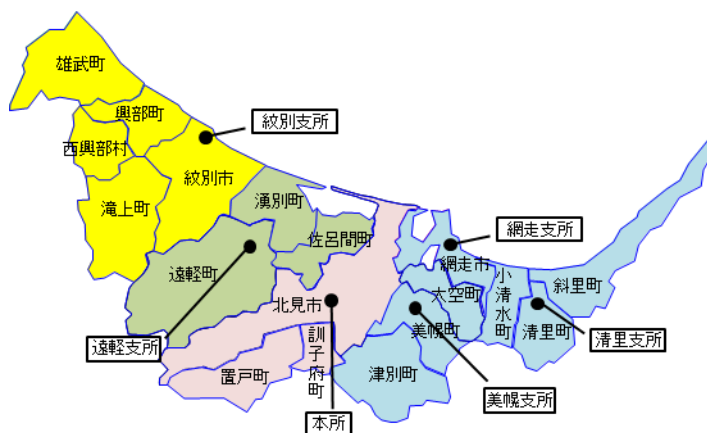 雄武町
興部町
紋別支所
西興部村
紋別市
滝上町
湧別町
佐呂間町
網走支所
網走市
遠軽町
大空町
小清水町
斜里町
北見市
美幌町
清里町
清里支所
遠軽支所
訓子府町
置戸町
津別町
美幌支所
本所